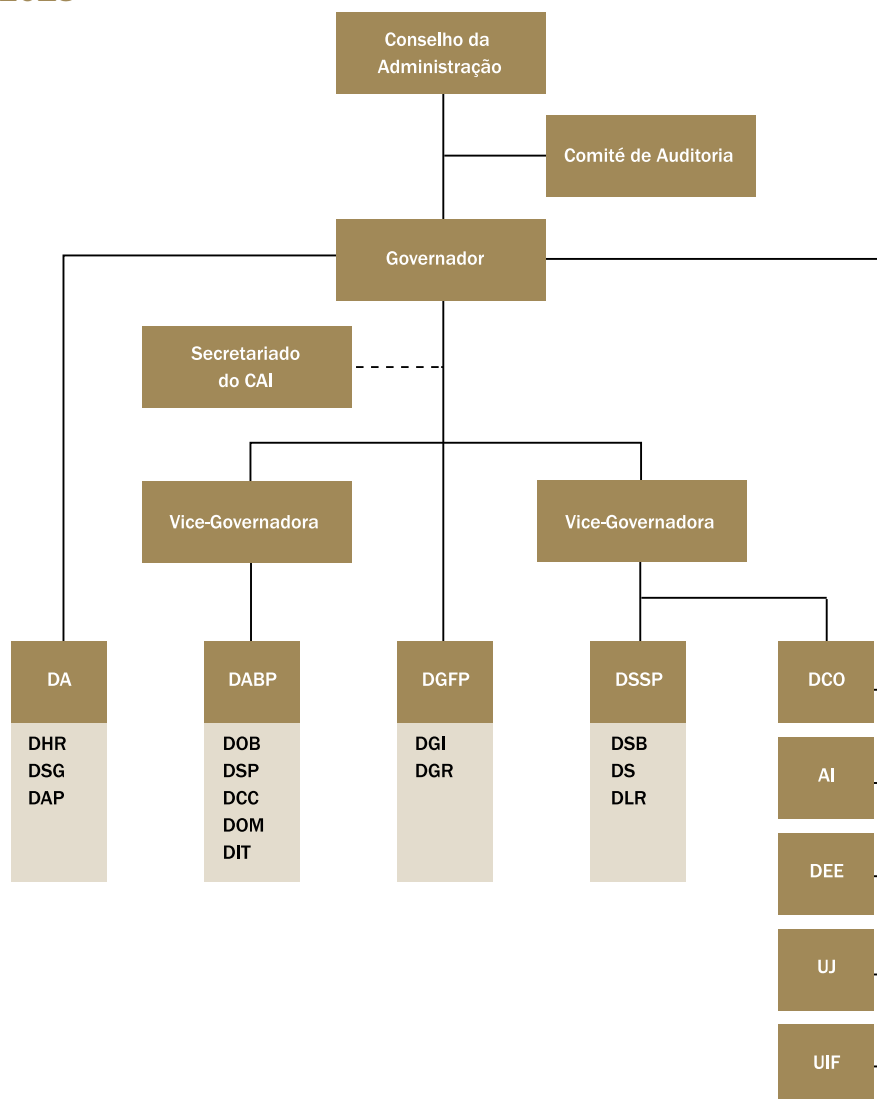 Conselho da
Administração
Comité de Auditoria
Governador
Secretariado
do CAI
Vice-Governadora
Vice-Governadora
DA
DABP
DGFP
DSSP
DCO
DHR
DSG
DAP
DOB
DSP
DCC
DOM
DIT
DGI
DGR
DSB
DS
DLR
AI
DEE
UJ
UIF